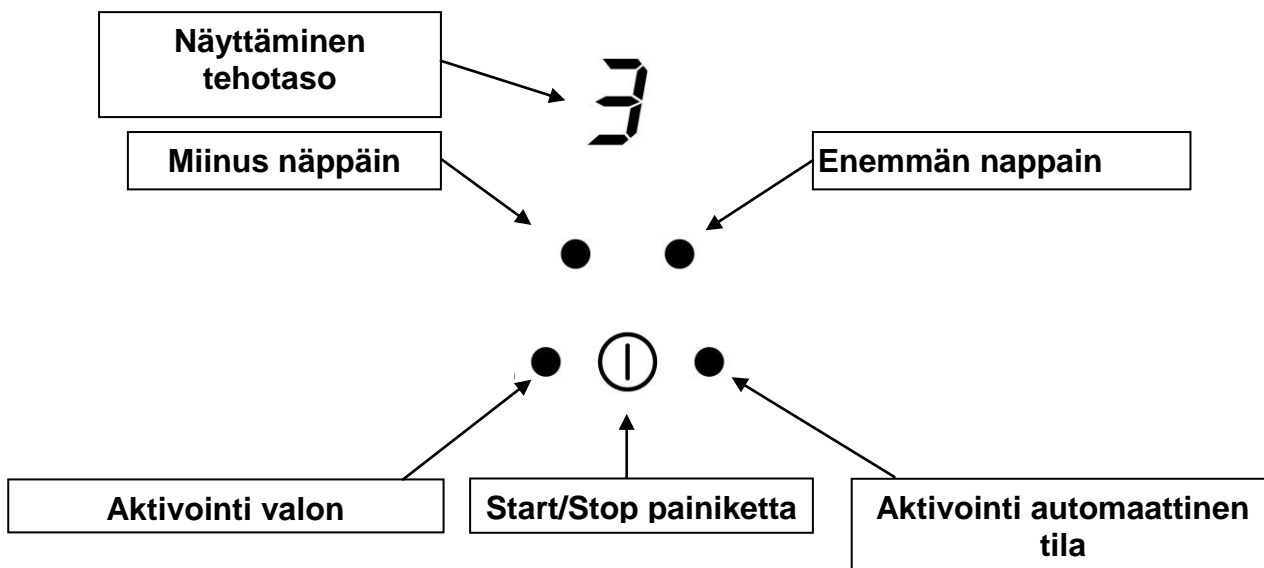 Näyttäminen
tehotaso
3
Miinus näppäin
Enemmän nappain
Aktivointi valon
Start/Stop painiketta
Aktivointi automaattinen
tila